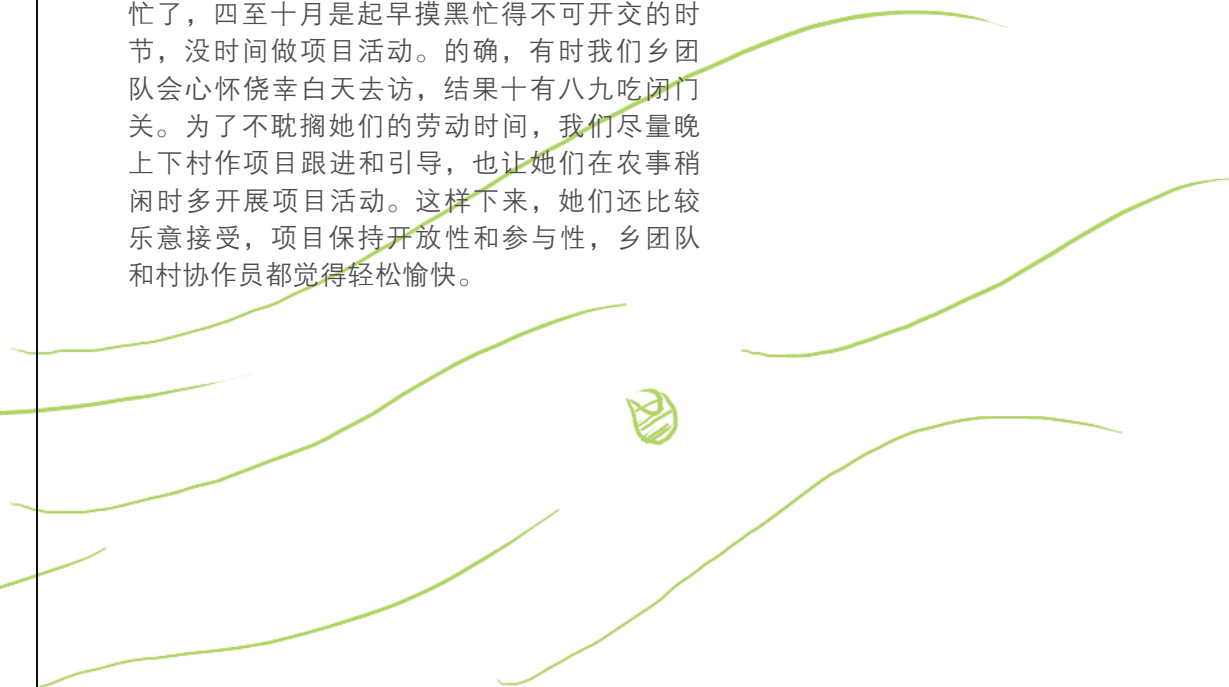 忙了，四至十月是起早摸黑忙得不可开交的时
节，没时间做项目活动。的确，有时我们乡团
队会心怀侥幸白天去访，结果十有八九吃闭门
关。为了不耽搁她们的劳动时间，我们尽量晚
上下村作项目跟进和引导，也让她们在农事稍
闲时多开展项目活动。这样下来，她们还比较
乐意接受，项目保持开放性和参与性，乡团队
和村协作员都觉得轻松愉快。